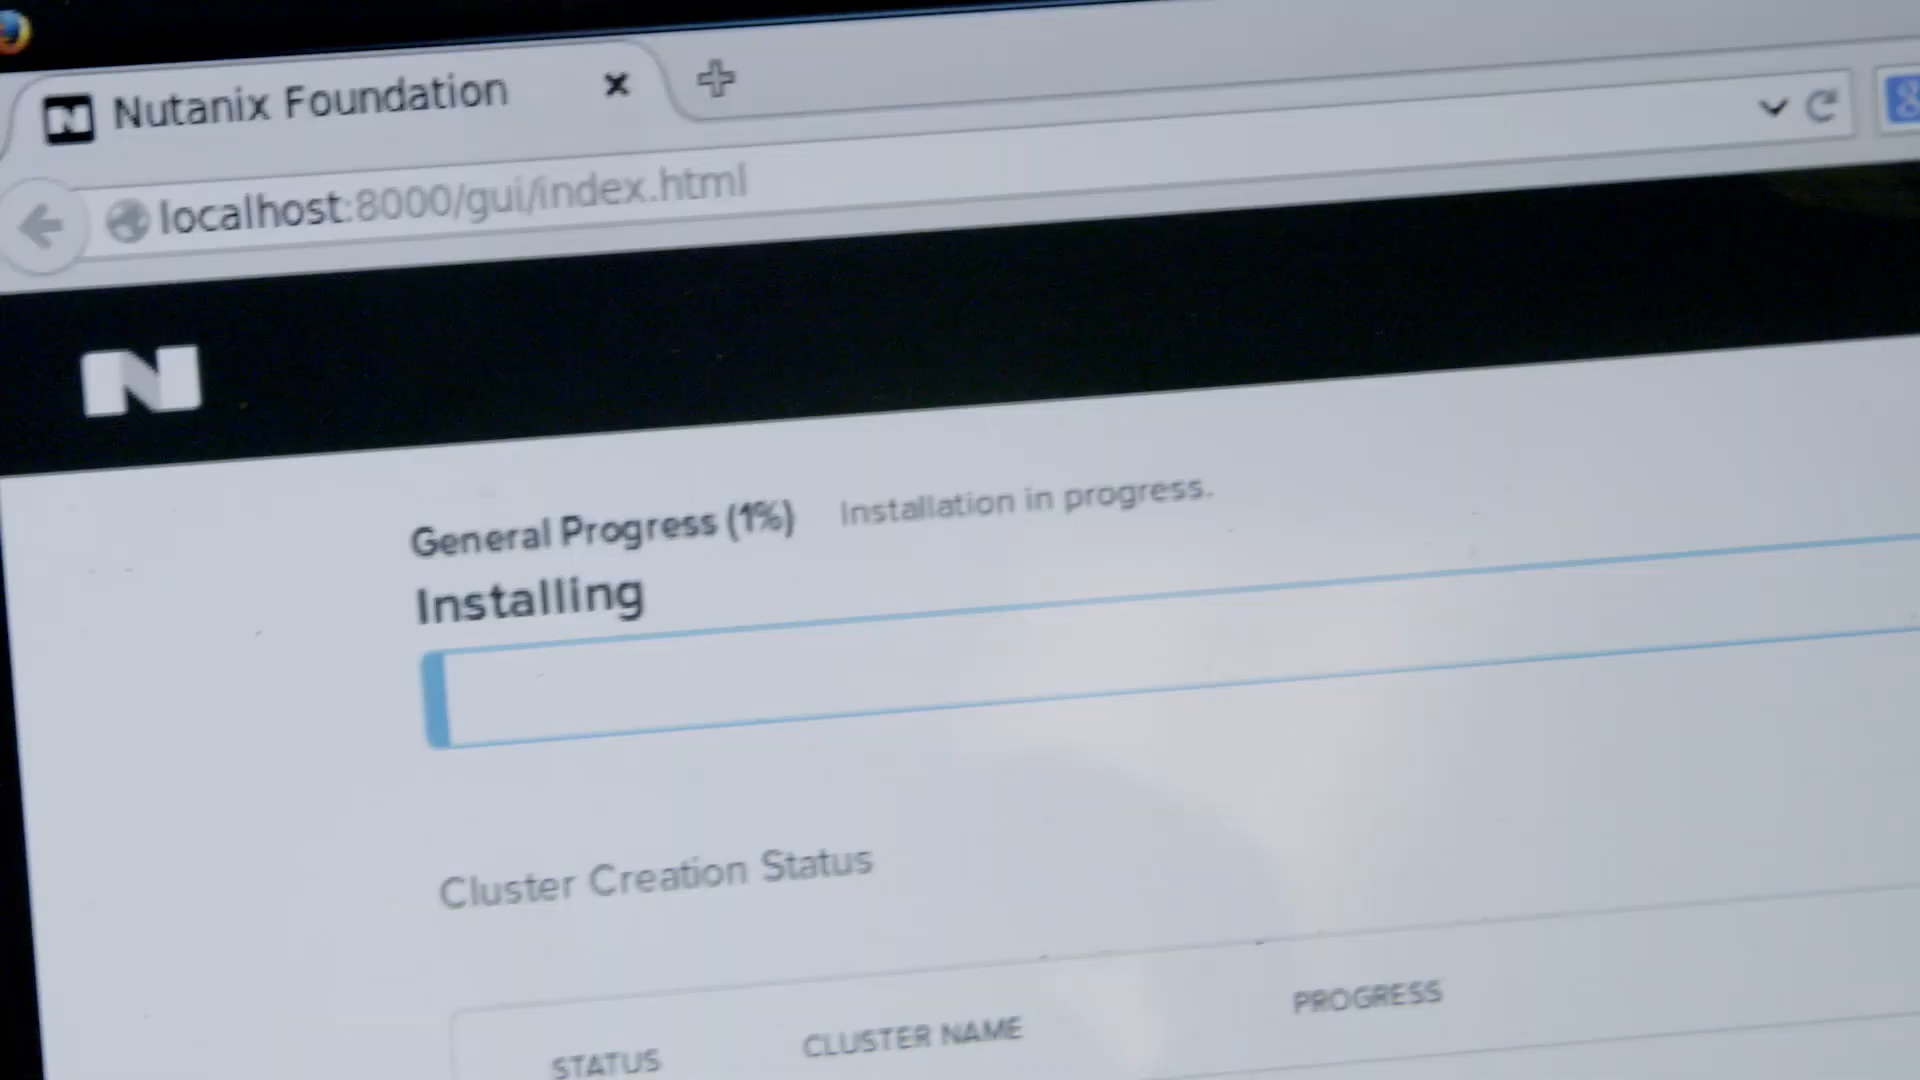 Nutanix Foundation
localhost:8000/gui/index.html
General Progress (1%) Installation in progress.
Installing
Cluster Creation Status
STATUS CLUSTER NAME PROGRESS